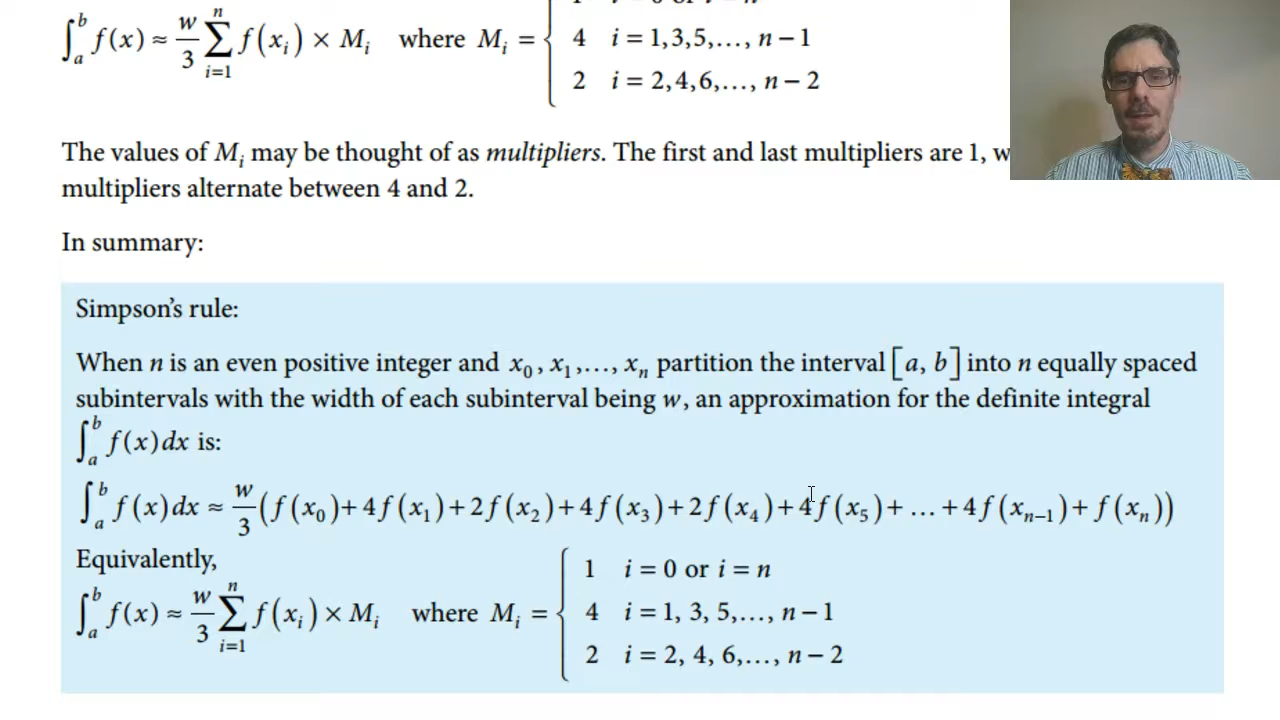 ∫_a^b f(x) ≈ w/3 ∑_{i=1}^{n} f(x_i) × M_i where M_i = {
4 i = 1,3,5,..., n − 1
2 i = 2,4,6,..., n − 2
The values of M_i may be thought of as multipliers. The first and last multipliers are 1, w
multipliers alternate between 4 and 2.
In summary:
Simpson's rule:
When n is an even positive integer and x_0, x_1,..., x_n partition the interval [a, b] into n equally spaced
subintervals with the width of each subinterval being w, an approximation for the definite integral
∫_a^b f(x)dx is:
∫_a^b f(x)dx ≈ w/3 (f(x_0) + 4f(x_1) + 2f(x_2) + 4f(x_3) + 2f(x_4) + 4f(x_5) + ... + 4f(x_{n−1}) + f(x_n))
Equivalently,
∫_a^b f(x) ≈ w/3 ∑_{i=1}^{n} f(x_i) × M_i where M_i = {
1 i = 0 or i = n
4 i = 1, 3, 5,..., n − 1
2 i = 2, 4, 6,..., n − 2